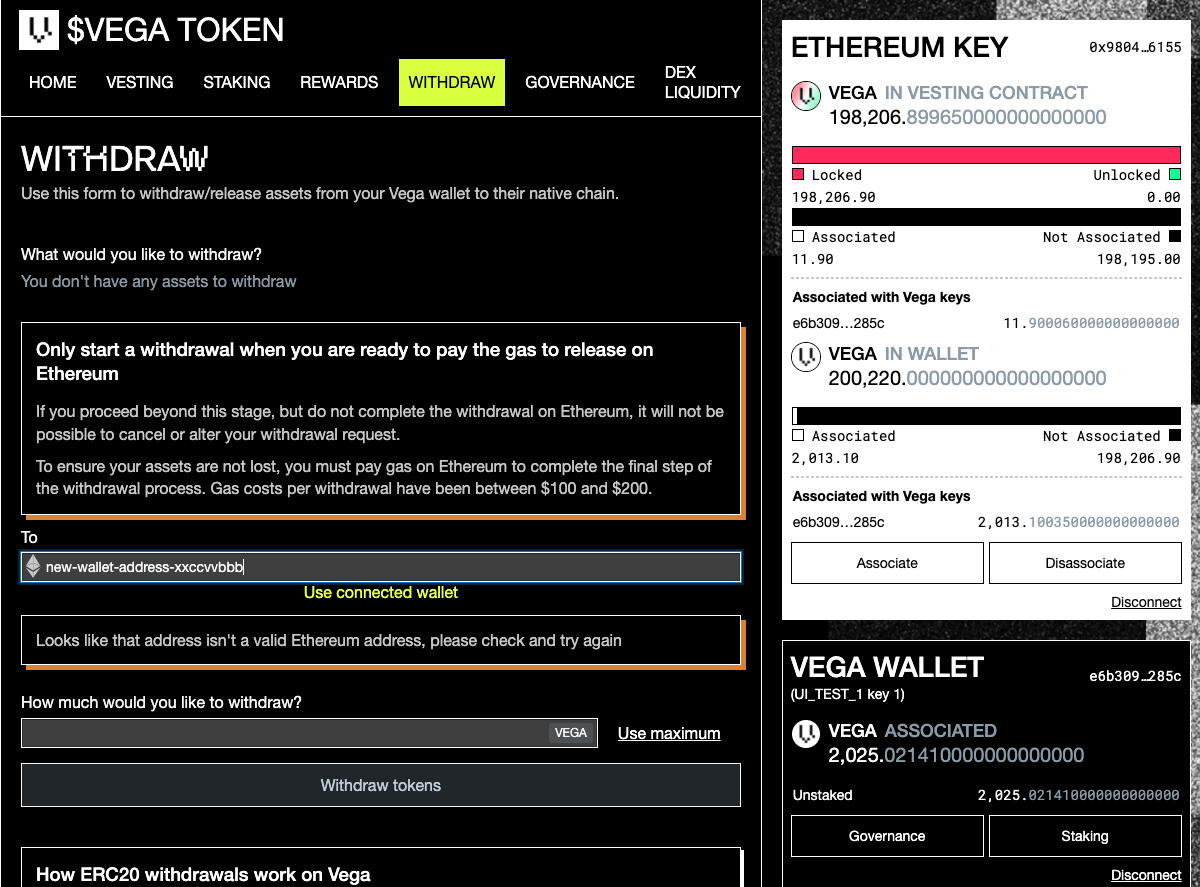 $VEGA TOKEN
HOME VESTING STAKING REWARDS WITHDRAW GOVERNANCE DEX LIQUIDITY
WITHDRAW
Use this form to withdraw/release assets from your Vega wallet to their native chain.
What would you like to withdraw?
You don't have any assets to withdraw
Only start a withdrawal when you are ready to pay the gas to release on
Ethereum
If you proceed beyond this stage, but do not complete the withdrawal on Ethereum, it will not be
possible to cancel or alter your withdrawal request.
To ensure your assets are not lost, you must pay gas on Ethereum to complete the final step of
the withdrawal process. Gas costs per withdrawal have been between $100 and $200.
To
new-wallet-address-xxccvvbbb
Use connected wallet
Looks like that address isn't a valid Ethereum address, please check and try again
How much would you like to withdraw?
VEGA Use maximum
Withdraw tokens
How ERC20 withdrawals work on Vega
ETHEREUM KEY 0x9804…6155
VEGA IN VESTING CONTRACT
198,206.899650000000000000
Locked Unlocked
198,206.90 0.00
Associated Not Associated
11.90 198,195.00
Associated with Vega keys
e6b309…285c 11.900060000000000000
VEGA IN WALLET
200,220.000000000000000000
Associated Not Associated
2,013.10 198,206.90
Associated with Vega keys
e6b309…285c 2,013.100350000000000000
Associate Disassociate
Disconnect
VEGA WALLET e6b309…285c
(UI_TEST_1 key 1)
VEGA ASSOCIATED
2,025.021410000000000000
Unstaked 2,025.021410000000000000
Governance Staking
Disconnect